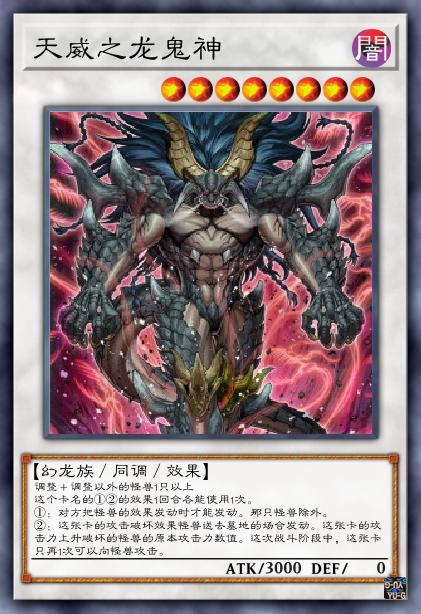 天威之龙鬼神
闇
【幻龙族／同调／效果】
调整＋调整以外的怪兽1只以上
这个卡名的①②的效果1回合各能使用1次。
①：对方把怪兽的效果发动时才能发动。那只怪兽除外。
②：这张卡的攻击破坏效果怪兽送去墓地的场合发动。这张卡的攻
击力上升破坏的怪兽的原本攻击力数值。这次战斗阶段中，这张卡
只再1次可以向怪兽攻击。
ATK/3000 DEF/ 0